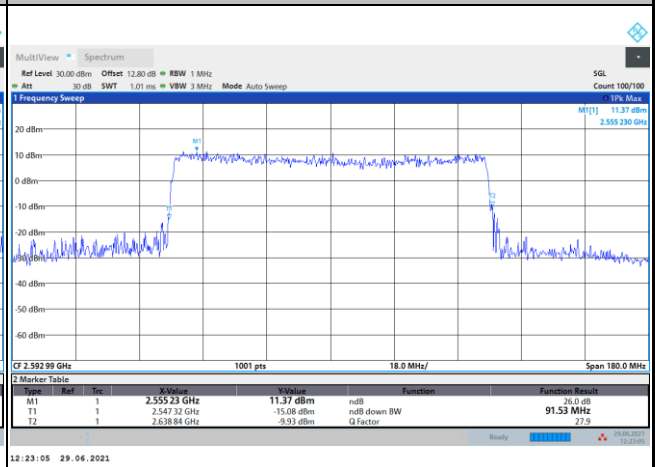 MultiView Spectrum
Ref Level 30.00 dBm Offset 12.80 dB RBW 1 MHz SGL
Att 30 dB SWT 1.01 ms VBW 3 MHz Mode Auto Sweep Count 100/100
1 Frequency Sweep 1Pk Max
M1[1] 11.37 dBm
2.555 230 GHz
20 dBm
M1
10 dBm
0 dBm
-10 dBm
T1
T2
-20 dBm
-30 dBm
-40 dBm
-50 dBm
-60 dBm
CF 2.592 99 GHz 1001 pts 18.0 MHz/ Span 180.0 MHz
2 Marker Table
Type Ref Trc X-Value Y-Value Function Function Result
M1 1 2.555 23 GHz 11.37 dBm ndB 26.0 dB
T1 1 2.547 32 GHz -15.08 dBm ndB down BW 91.53 MHz
T2 1 2.638 84 GHz -9.93 dBm Q Factor 27.9
Ready 29.06.2021
12:23:05
12:23:05 29.06.2021